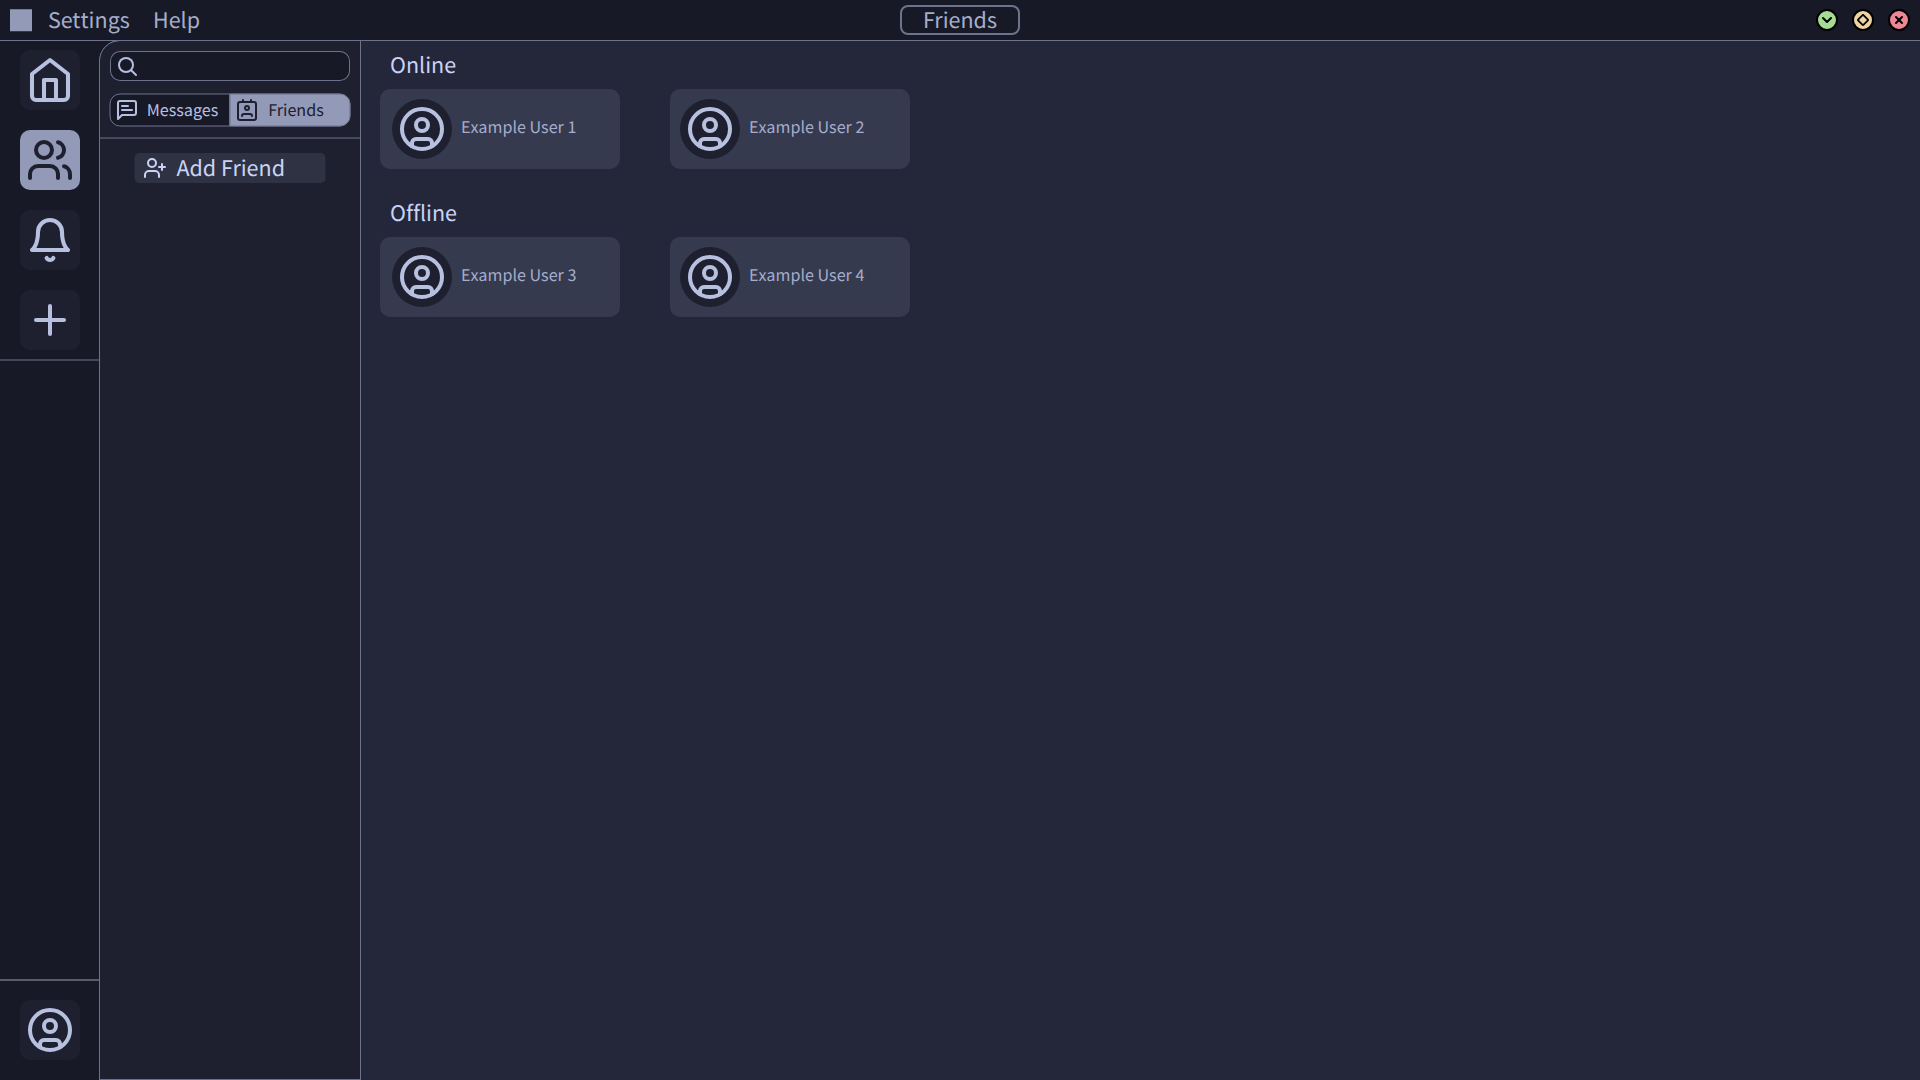 Settings Help Friends
Messages Friends
Add Friend
Online
Example User 1 Example User 2
Offline
Example User 3 Example User 4